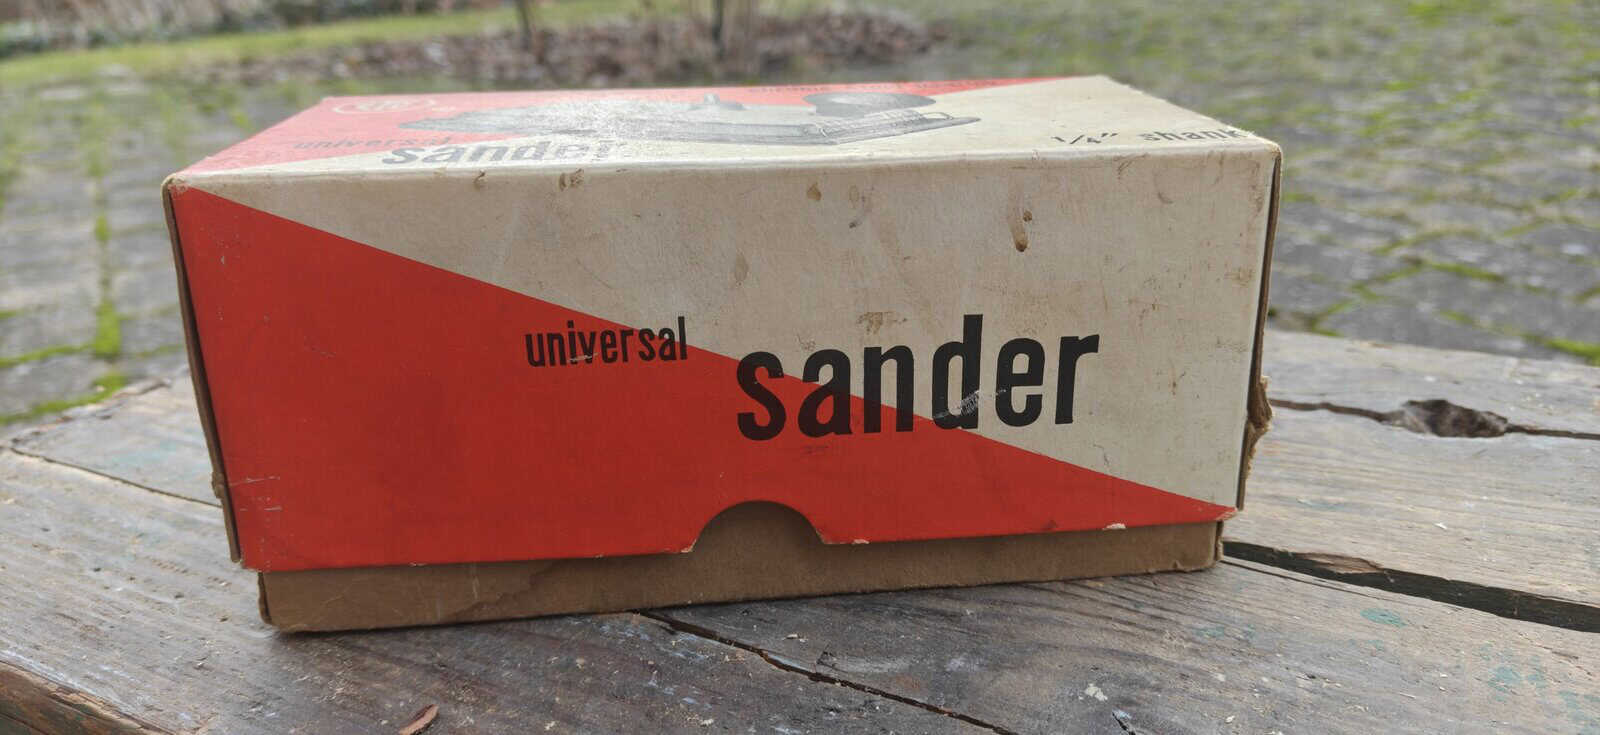 universal
sander
1/4" shank
universal sander